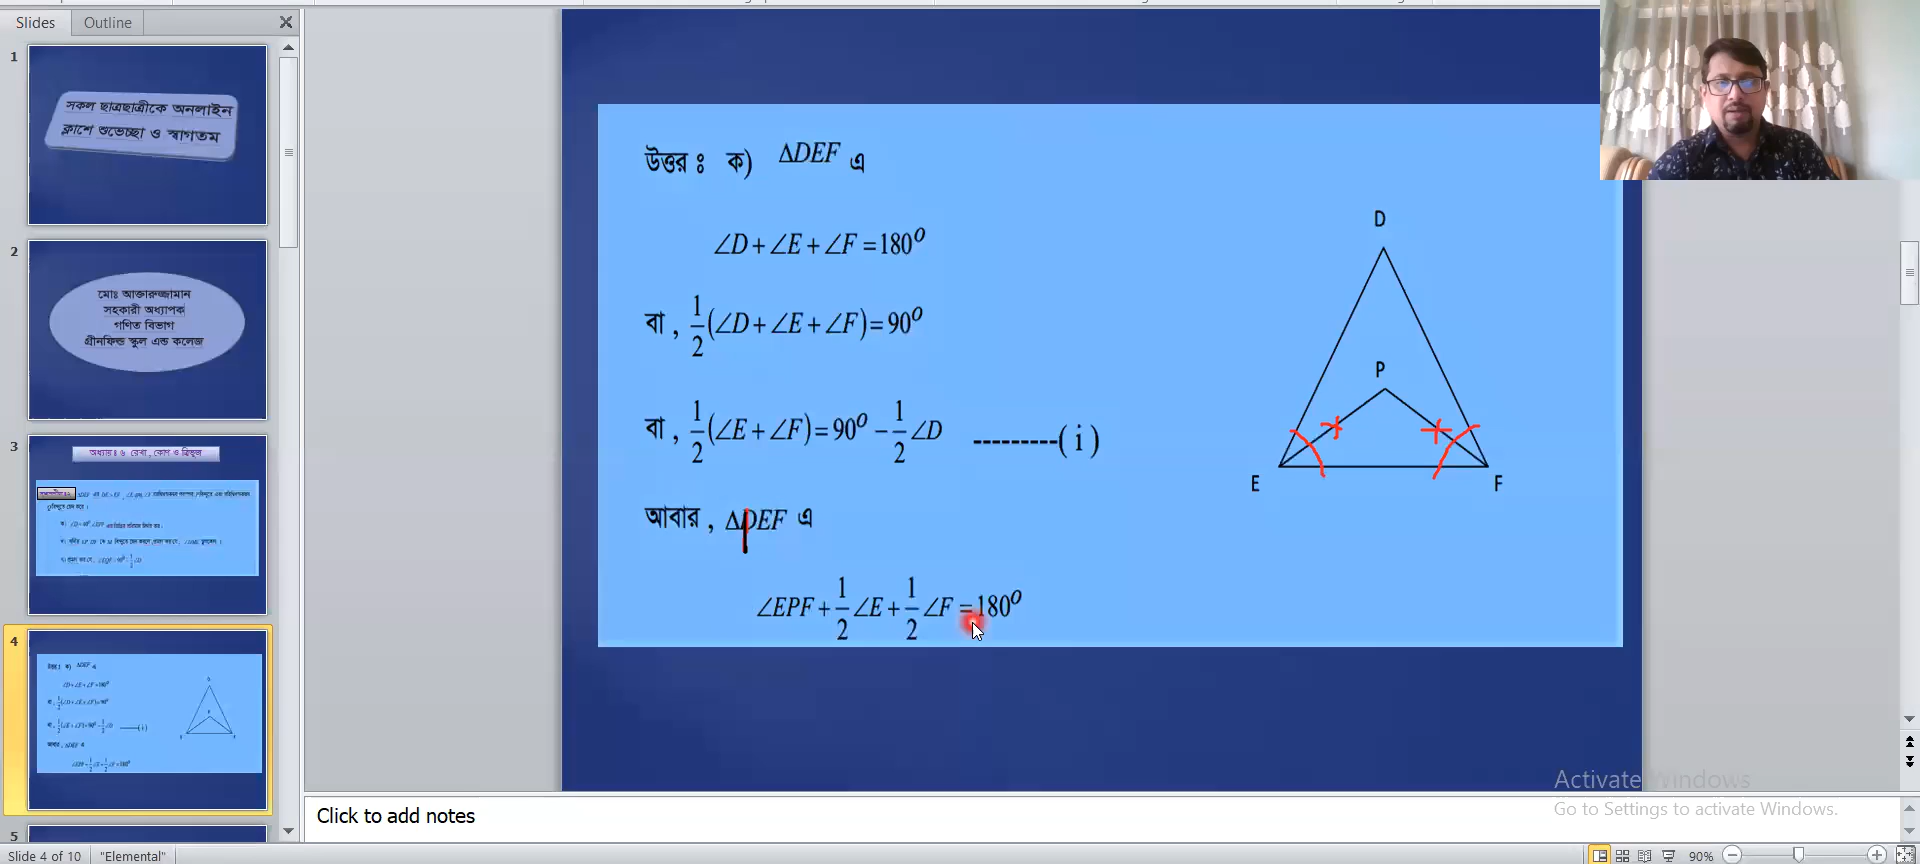 Slides Outline
1
সকল ছাত্রছাত্রীকে অনলাইন
ক্লাশে শুভেচ্ছা ও স্বাগতম
2
মোঃ আক্তারুজ্জামান
সহকারী অধ্যাপক
গণিত বিভাগ
গ্রীনফিল্ড স্কুল এন্ড কলেজ
3
অধ্যায়ঃ ৬ রেখা , কোণ ও ত্রিভুজ
4
5
উত্তর ঃ ক) ΔDEF এ
∠D + ∠E + ∠F = 180⁰
বা , 1/2 (∠D + ∠E + ∠F) = 90⁰
বা , 1/2 (∠E + ∠F) = 90⁰ − 1/2 ∠D ---------( i )
আবার , ΔDEF এ
∠EPF + 1/2 ∠E + 1/2 ∠F = 180⁰
D
P
E F
Activate Windows
Go to Settings to activate Windows.
Click to add notes
Slide 4 of 10 "Elemental" 90%